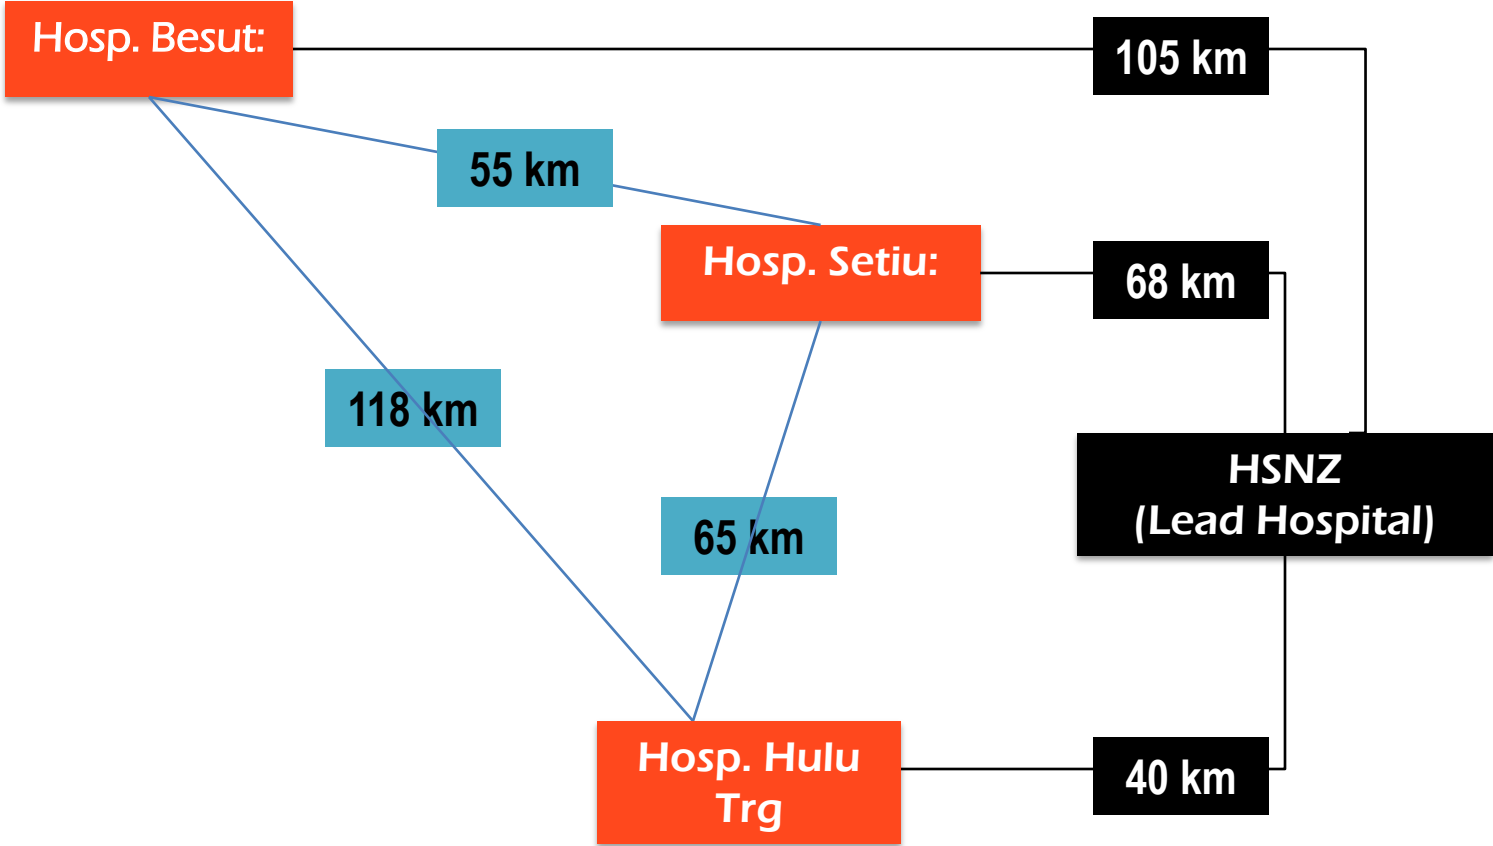 Hosp. Besut:
105 km
55 km
Hosp. Setiu:
68 km
118 km
HSNZ
(Lead Hospital)
65 km
Hosp. Hulu
Trg
40 km